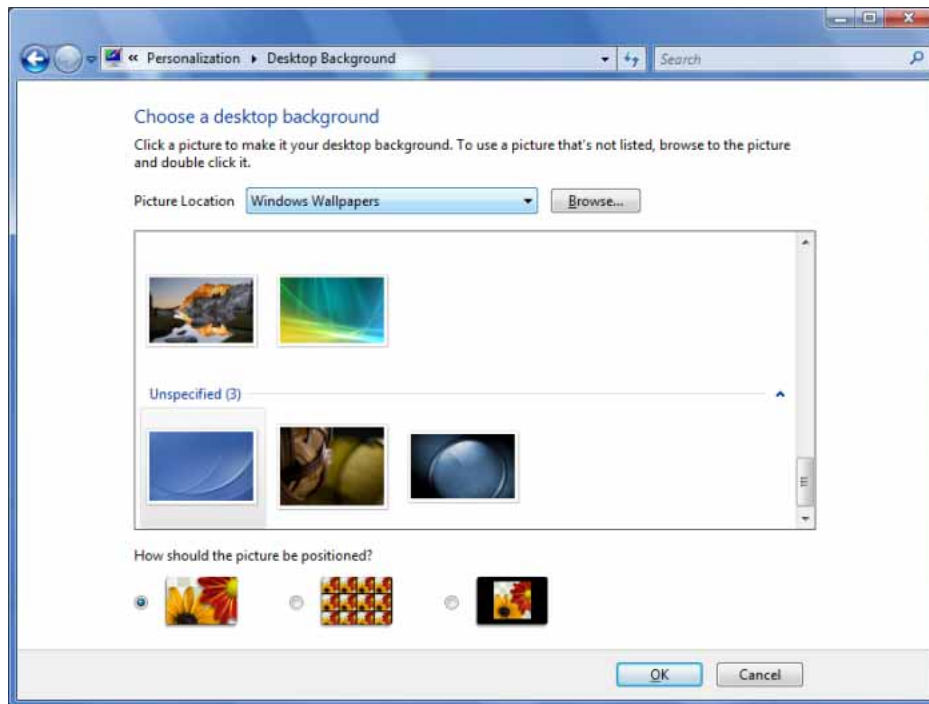 « Personalization ▸ Desktop Background
Search
Choose a desktop background
Click a picture to make it your desktop background. To use a picture that's not listed, browse to the picture
and double click it.
Picture Location Windows Wallpapers Browse...
Unspecified (3)
How should the picture be positioned?
OK Cancel